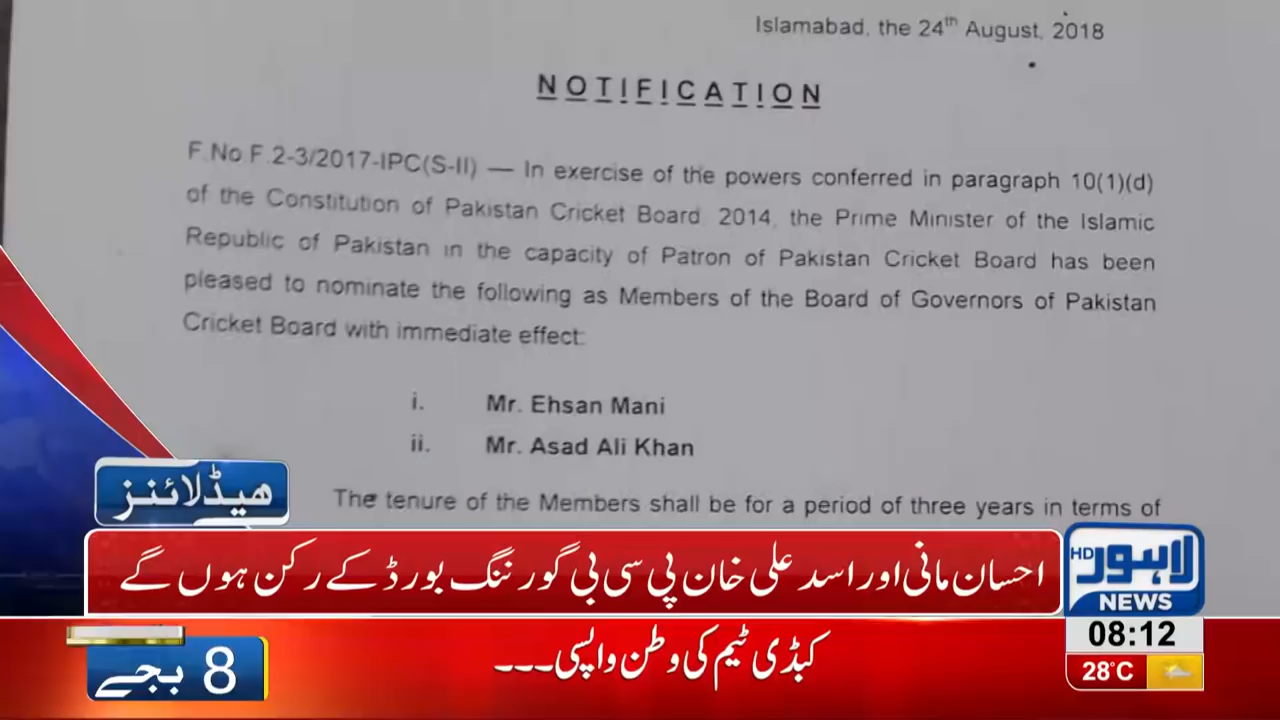 Islamabad, the 24th August, 2018
NOTIFICATION
F.No F.2-3/2017-IPC(S-II) — In exercise of the powers conferred in paragraph 10(1)(d)
of the Constitution of Pakistan Cricket Board, 2014, the Prime Minister of the Islamic
Republic of Pakistan in the capacity of Patron of Pakistan Cricket Board has been
pleased to nominate the following as Members of the Board of Governors of Pakistan
Cricket Board with immediate effect:
i. Mr. Ehsan Mani
ii. Mr. Asad Ali Khan
The tenure of the Members shall be for a period of three years in terms of
ہیڈلائنز
احسان مانی اور اسد علی خان پی سی بی گورننگ بورڈ کے رکن ہوں گے
HD لاہور
NEWS
08:12
28°C
کبڈی ٹیم کی وطن واپسی۔۔۔
8 بجے